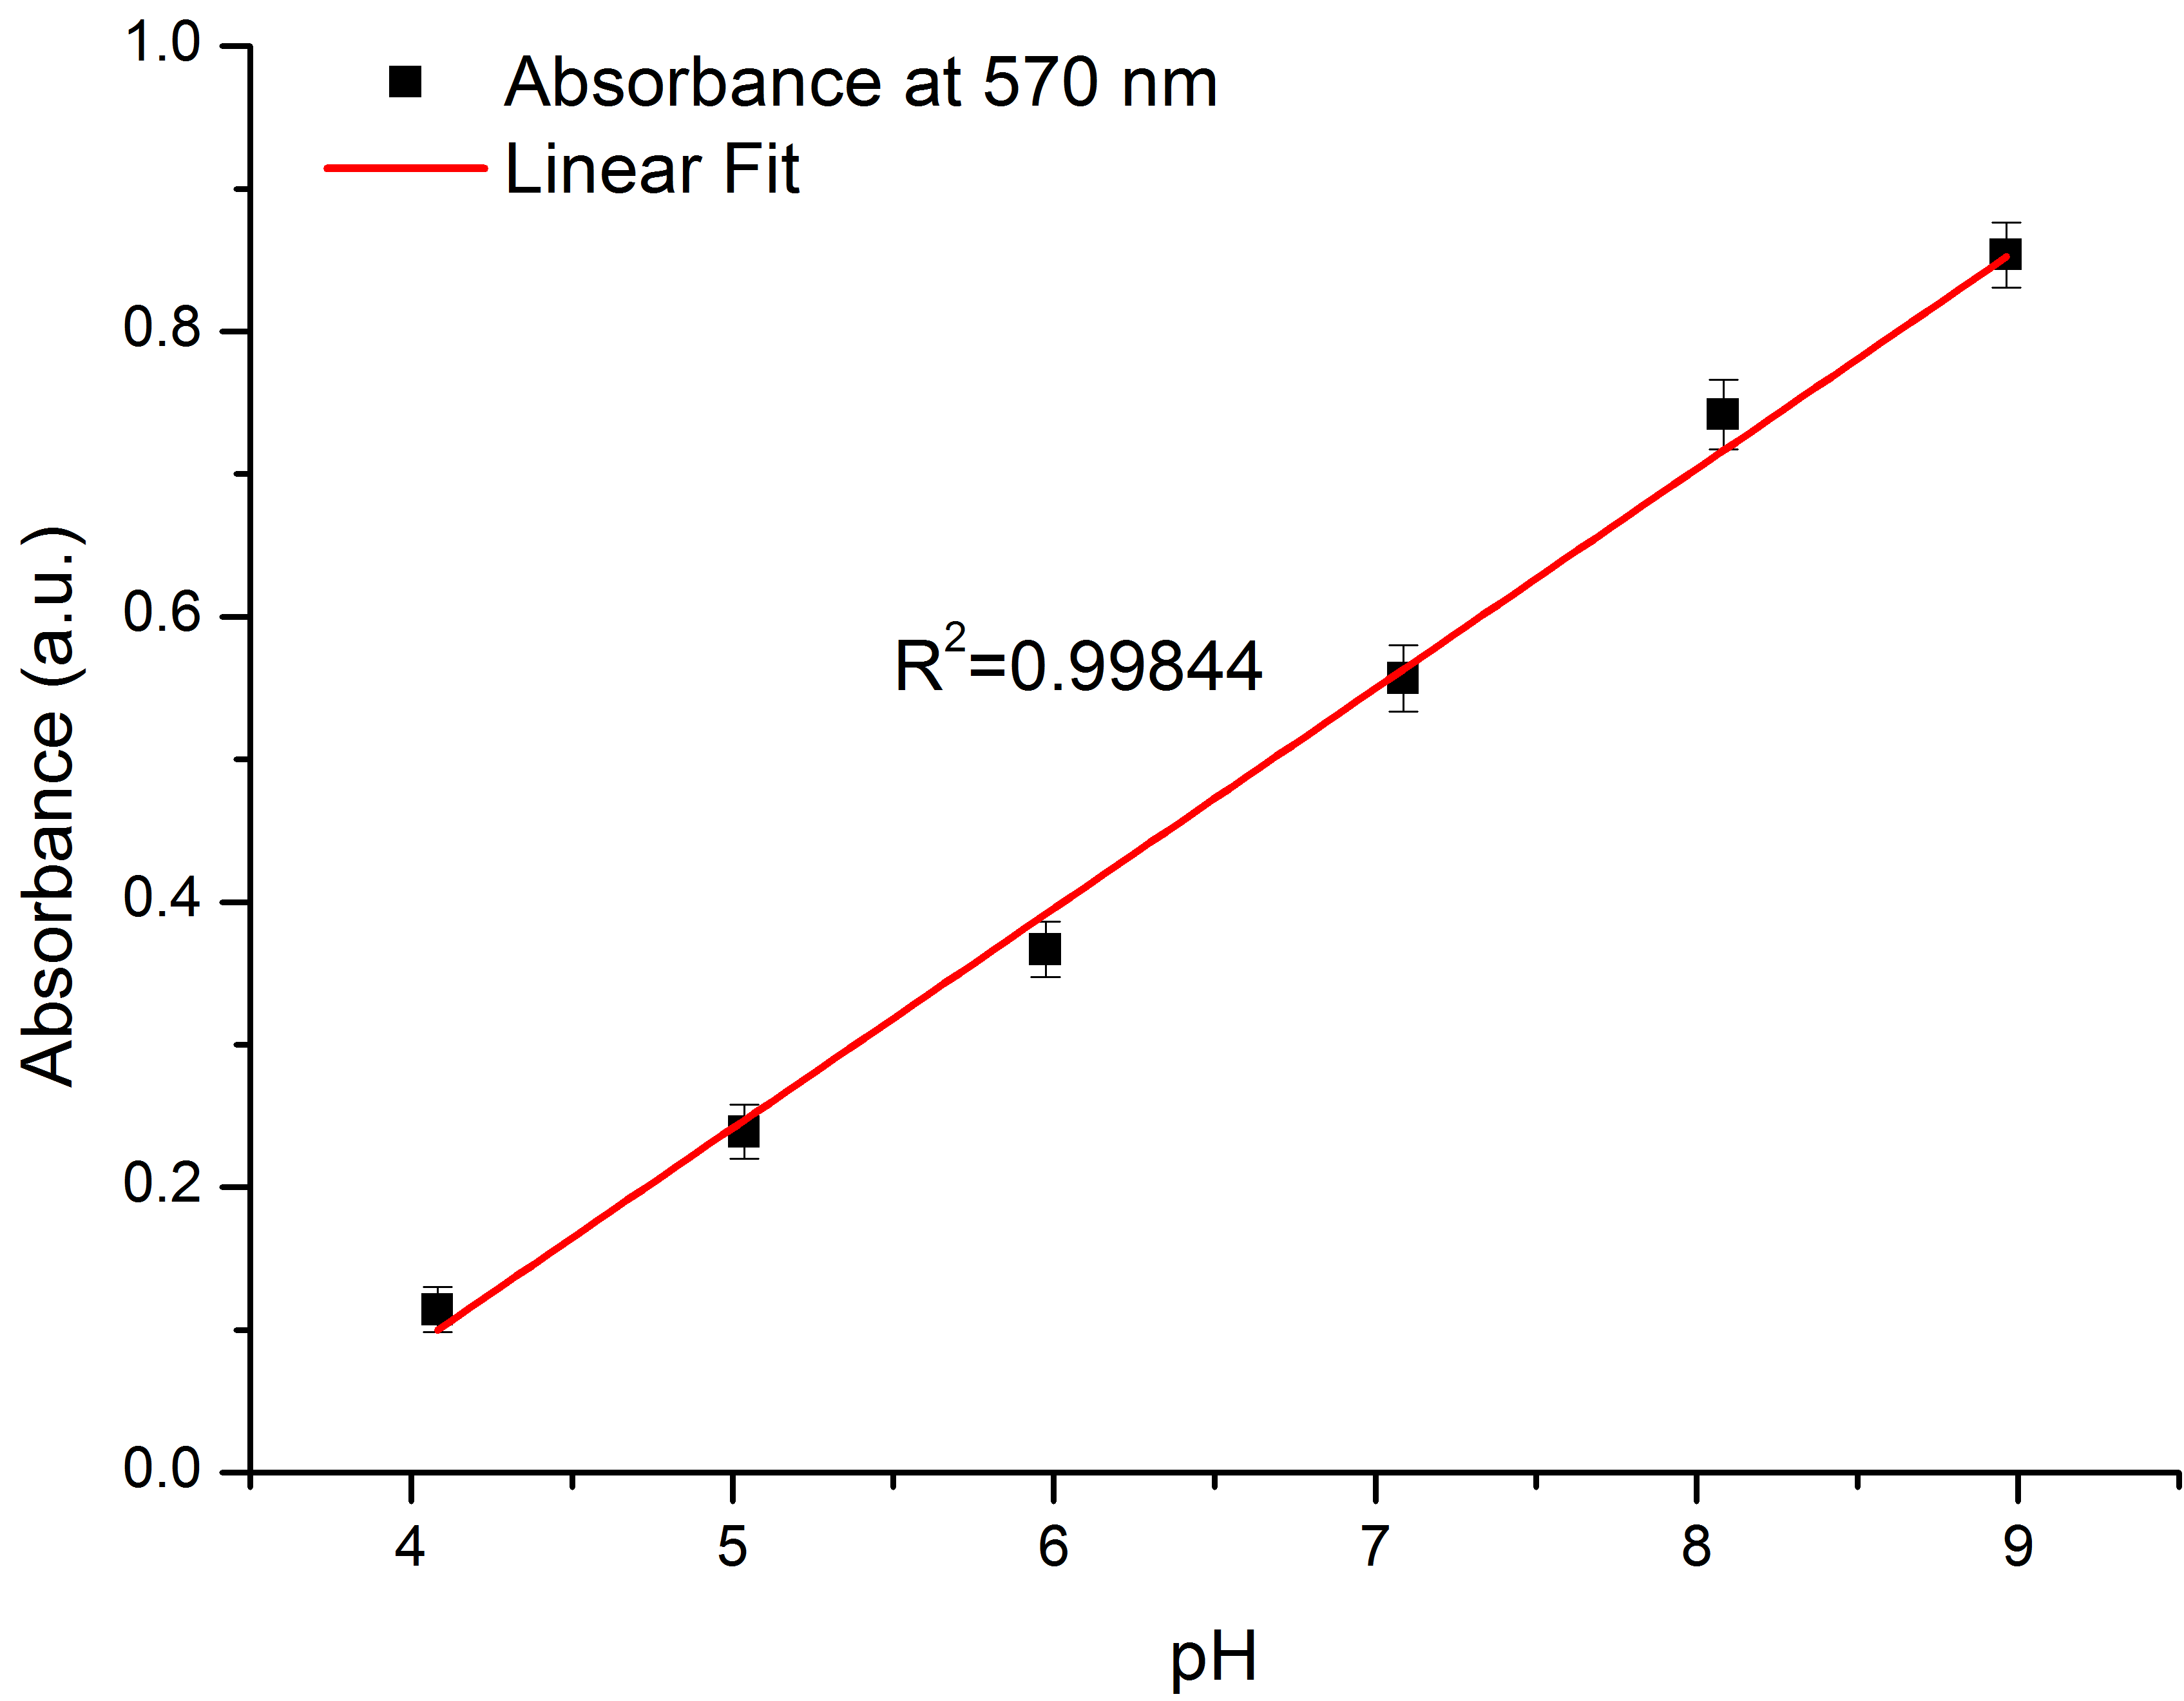 Absorbance at 570 nm
Linear Fit
R²=0.99844
1.0
0.8
0.6
0.4
0.2
0.0
Absorbance (a.u.)
4 5 6 7 8 9
pH